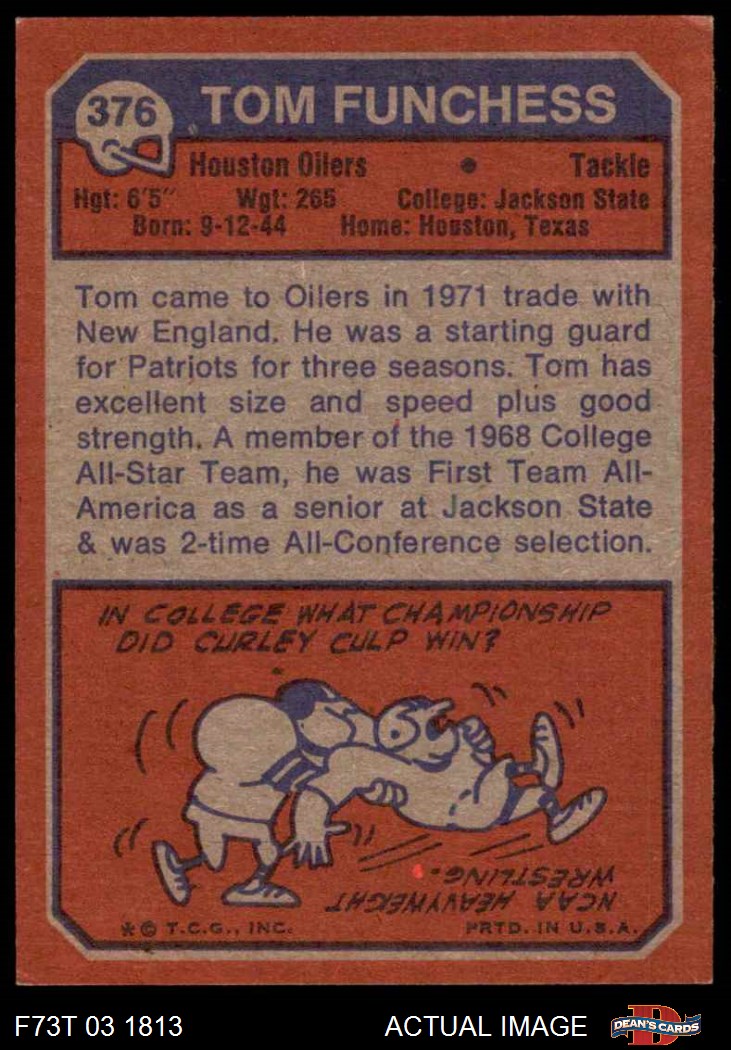 376 TOM FUNCHESS
Houston Oilers • Tackle
Hgt: 6'5" Wgt: 265 College: Jackson State
Born: 9-12-44 Home: Houston, Texas
Tom came to Oilers in 1971 trade with
New England. He was a starting guard
for Patriots for three seasons. Tom has
excellent size and speed plus good
strength. A member of the 1968 College
All-Star Team, he was First Team All-
America as a senior at Jackson State
& was 2-time All-Conference selection.
IN COLLEGE WHAT CHAMPIONSHIP
DID CURLEY CULP WIN?
NCAA HEAVYWEIGHT
WRESTLING.
*© T.C.G., INC. PRTD. IN U.S.A.
F73T 03 1813 ACTUAL IMAGE D DEAN'S CARDS